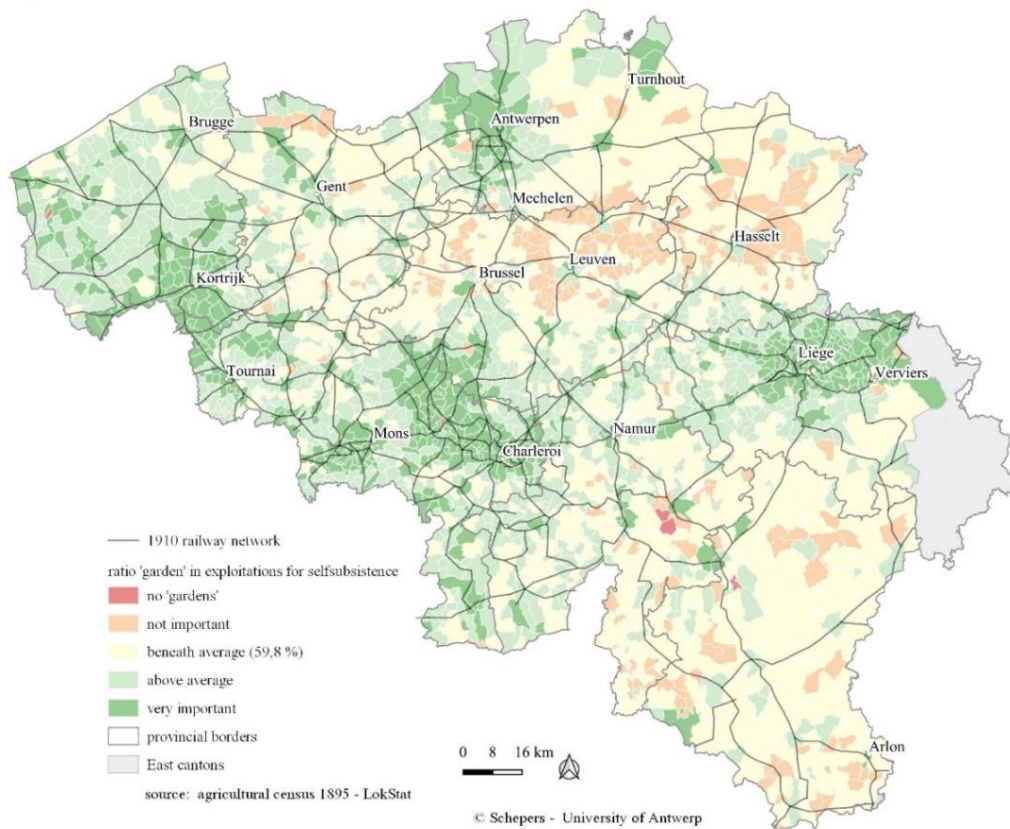 Turnhout
Brugge
Antwerpen
Gent
Mechelen
Hasselt
Leuven
Brussel
Kortrijk
Liège
Tournai
Verviers
Mons
Namur
Charleroi
Arlon
1910 railway network
ratio 'garden' in exploitations for selfsubsistence
no 'gardens'
not important
beneath average (59,8 %)
above average
very important
provincial borders
East cantons
source: agricultural census 1895 - LokStat
0 8 16 km
© Schepers - University of Antwerp